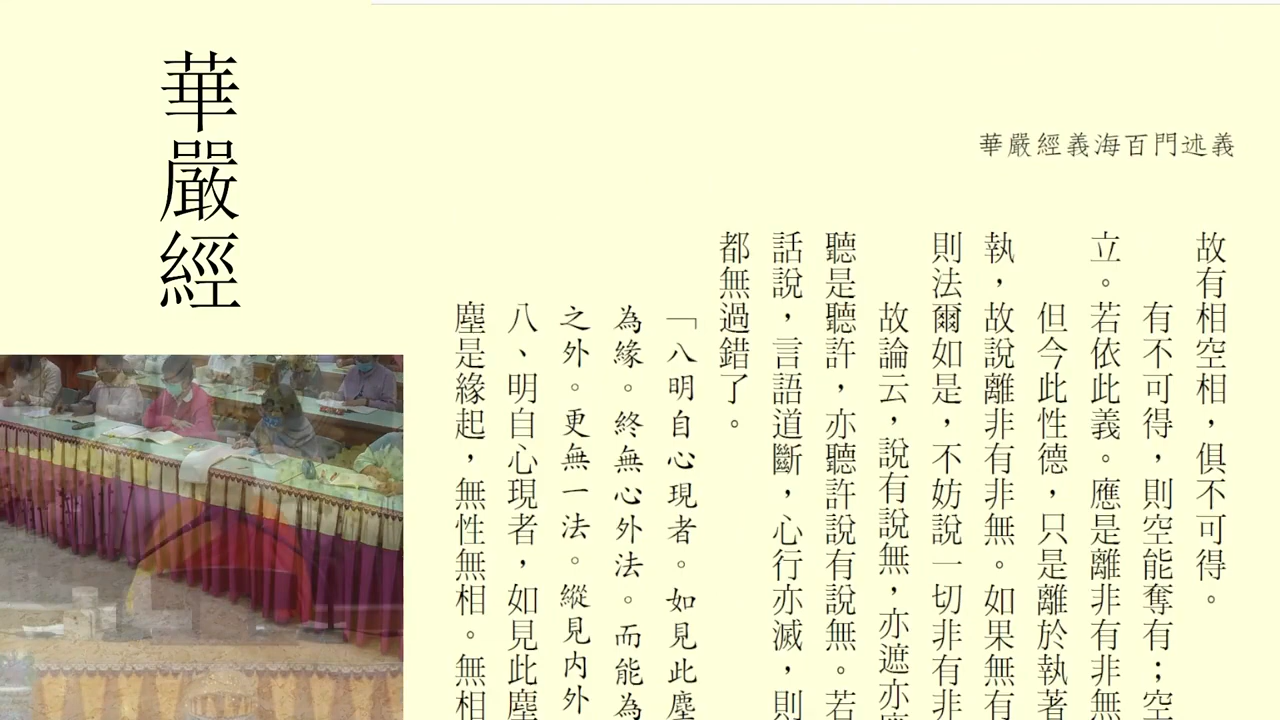 華嚴經
華嚴經義海百門述義
故有相空相，俱不可得。
有不可得，則空能奪有；空
立。若依此義。應是離非有非無
但今此性德，只是離於執著
執，故說離非有非無。如果無有
則法爾如是，不妨說一切非有非
故論云，說有說無，亦遮亦
聽是聽許，亦聽許說有說無。若
話說，言語道斷，心行亦滅，則
都無過錯了。
「八明自心現者。如見此塵
為緣。終無心外法。而能為
之外。更無一法。縱見內外
八、明自心現者，如見此塵
塵是緣起，無性無相。無相